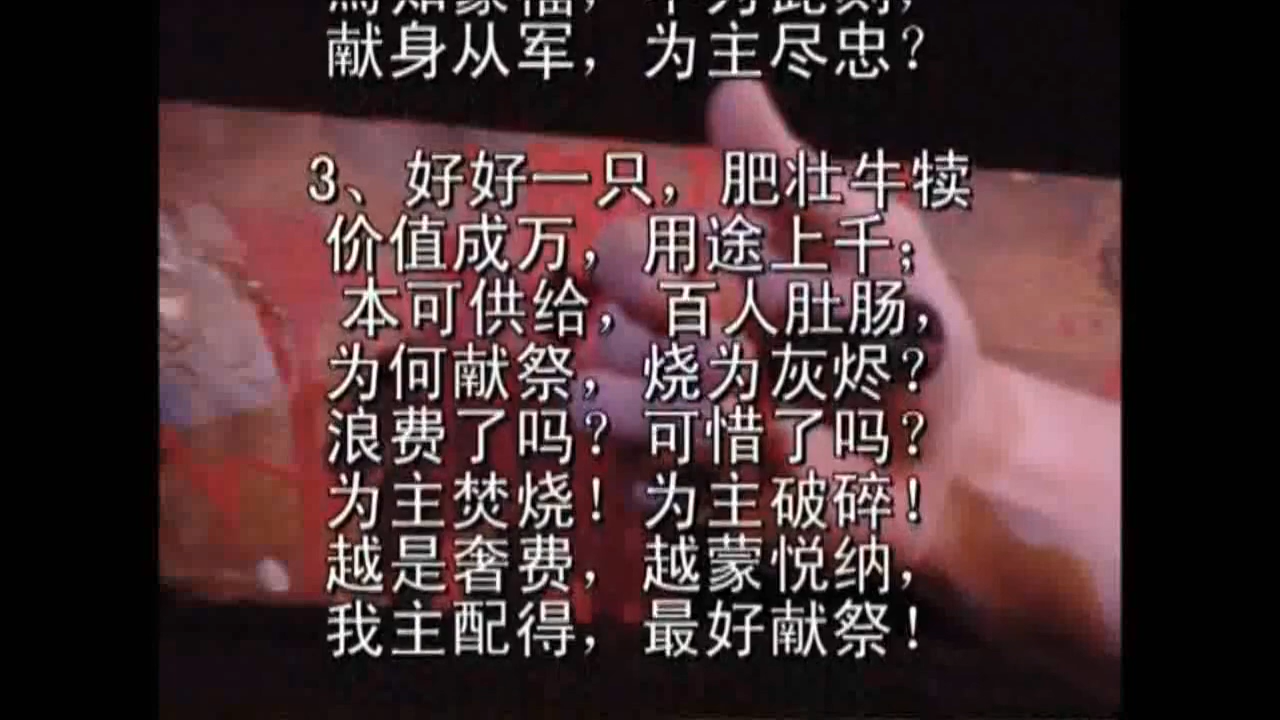 献身从军，为主尽忠？
3、好好一只，肥壮牛犊
价值成万，用途上千；
本可供给，百人肚肠，
为何献祭，烧为灰烬？
浪费了吗？可惜了吗？
为主焚烧！为主破碎！
越是奢费，越蒙悦纳，
我主配得，最好献祭！